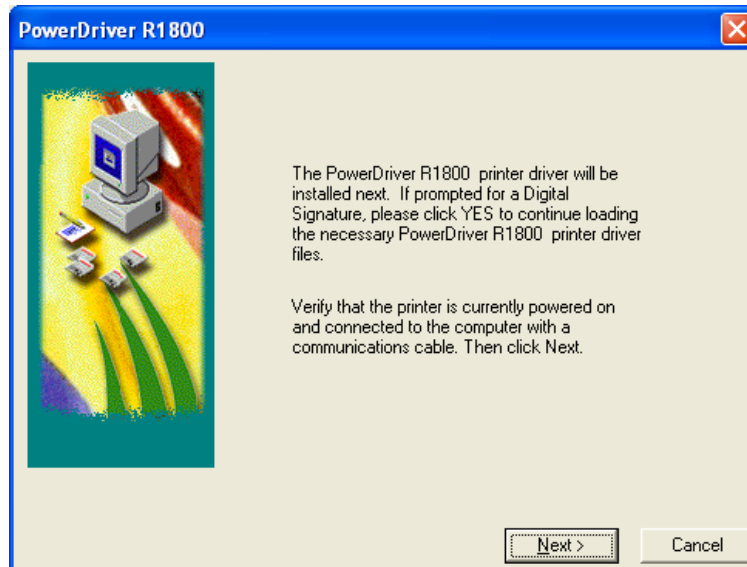 PowerDriver R1800
The PowerDriver R1800 printer driver will be
installed next. If prompted for a Digital
Signature, please click YES to continue loading
the necessary PowerDriver R1800 printer driver
files.
Verify that the printer is currently powered on
and connected to the computer with a
communications cable. Then click Next.
Next >
Cancel